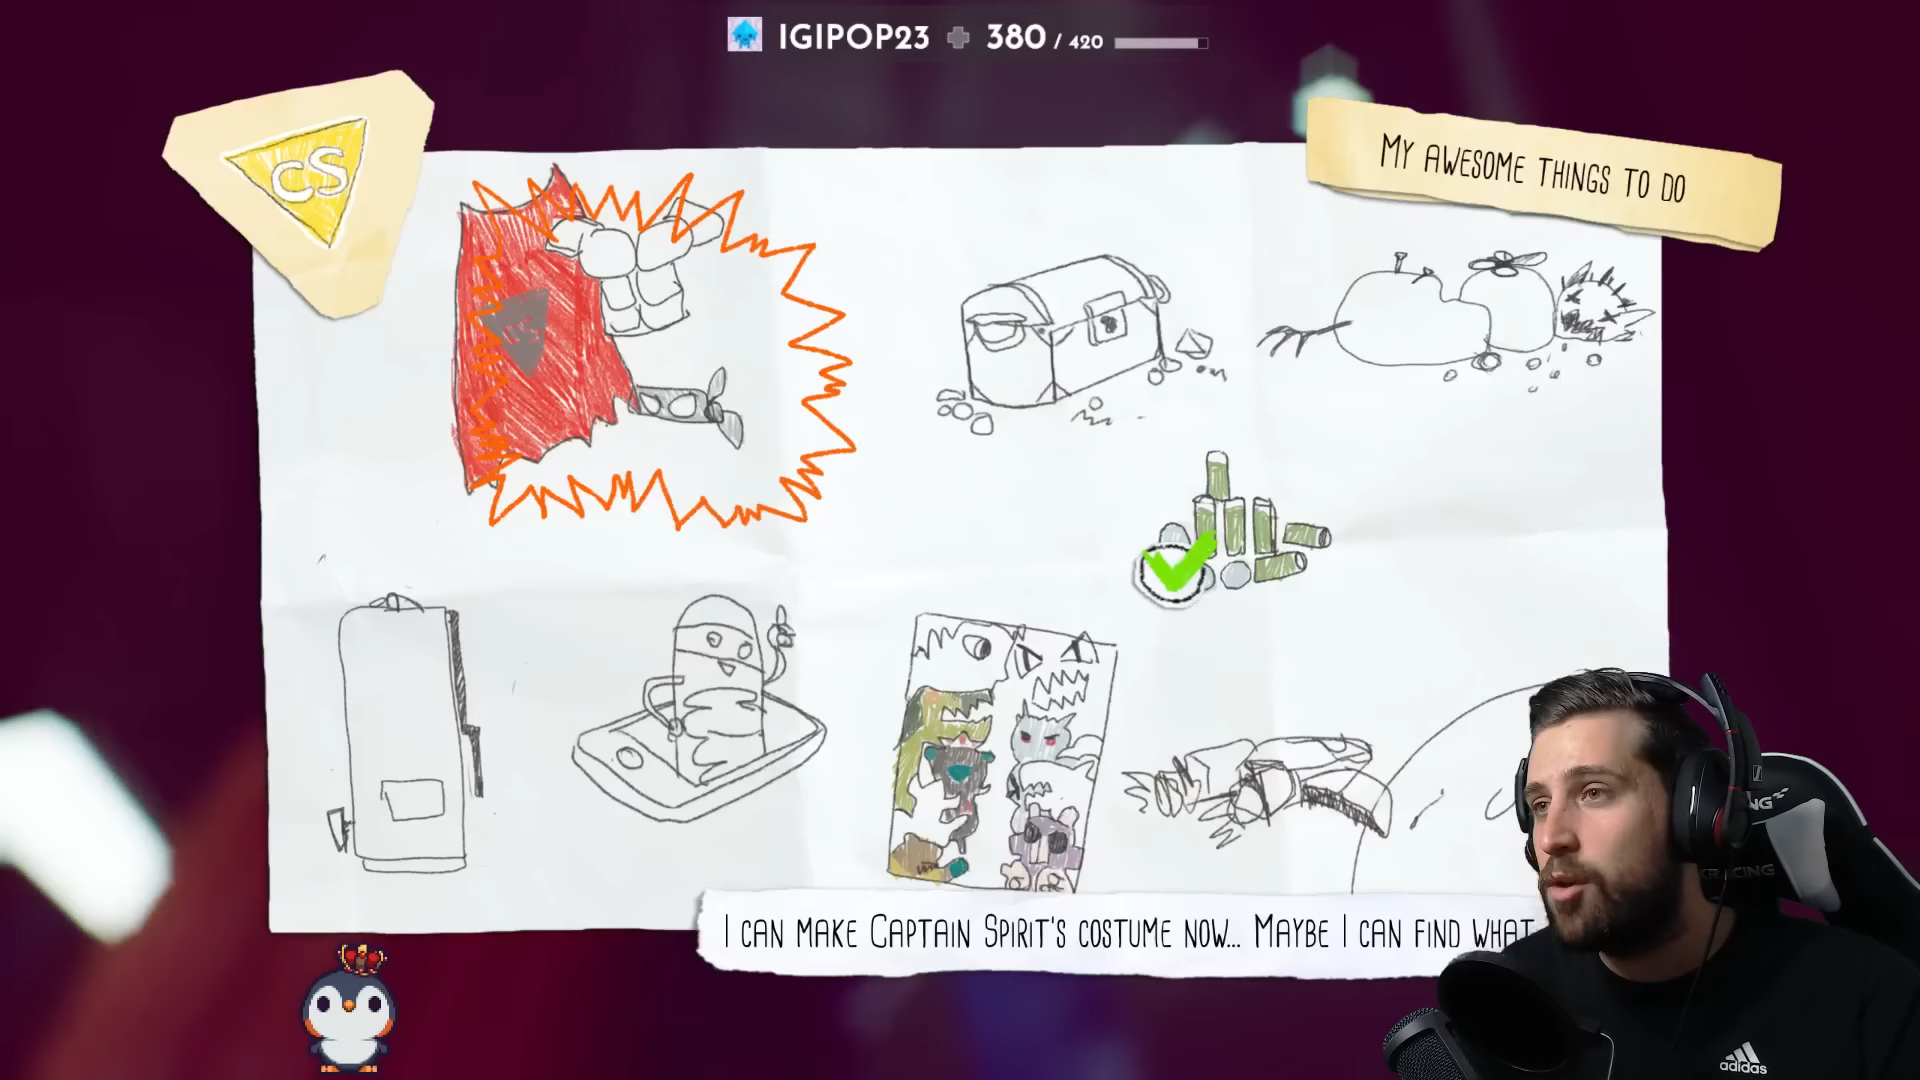 IGIPOP23 380 / 420
CS
MY AWESOME THINGS TO DO
CS
I CAN MAKE CAPTAIN SPIRIT'S COSTUME NOW... MAYBE I CAN FIND WHAT
RACING
adidas